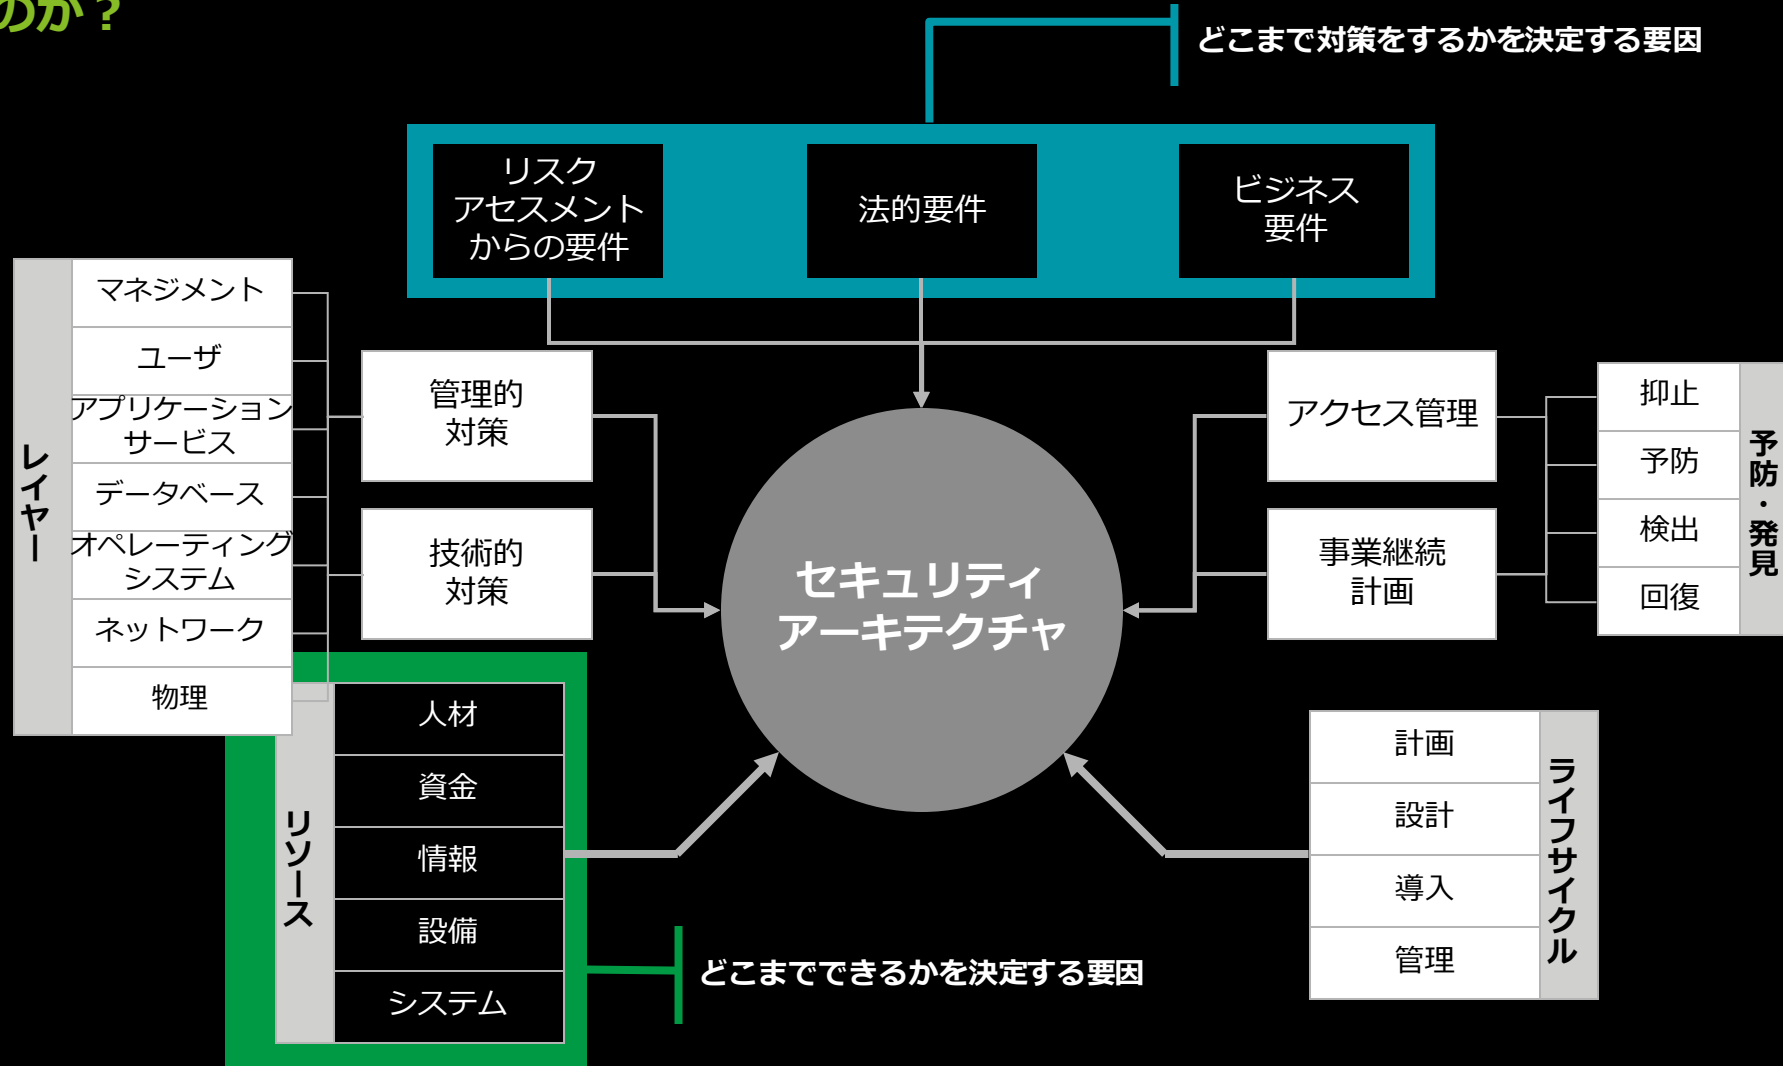 のか？
どこまで対策をするかを決定する要因
リスク
アセスメント
からの要件
法的要件
ビジネス
要件
レイヤー
マネジメント
ユーザ
アプリケーション
サービス
データベース
オペレーティング
システム
ネットワーク
物理
管理的
対策
技術的
対策
セキュリティ
アーキテクチャ
アクセス管理
事業継続
計画
抑止
予防
検出
回復
予防・発見
リソース
人材
資金
情報
設備
システム
どこまでできるかを決定する要因
計画
設計
導入
管理
ライフサイクル